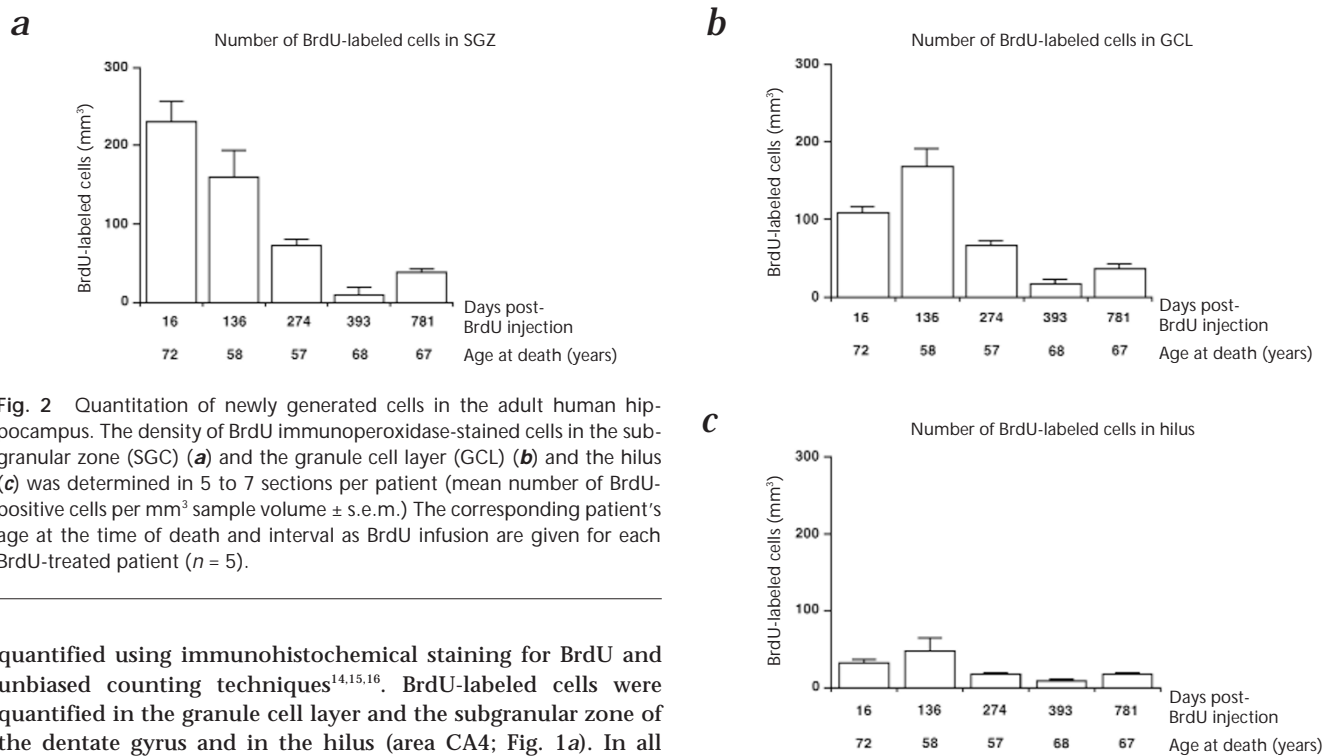 a
Number of BrdU-labeled cells in SGZ
BrdU-labeled cells (mm³)
300
200
100
0
16 136 274 393 781
Days post-
BrdU injection
72 58 57 68 67 Age at death (years)
Fig. 2 Quantitation of newly generated cells in the adult human hip-
pocampus. The density of BrdU immunoperoxidase-stained cells in the sub-
granular zone (SGC) (a) and the granule cell layer (GCL) (b) and the hilus
(c) was determined in 5 to 7 sections per patient (mean number of BrdU-
positive cells per mm³ sample volume ± s.e.m.) The corresponding patient's
age at the time of death and interval as BrdU infusion are given for each
BrdU-treated patient (n = 5).
quantified using immunohistochemical staining for BrdU and
unbiased counting techniques14,15,16. BrdU-labeled cells were
quantified in the granule cell layer and the subgranular zone of
the dentate gyrus and in the hilus (area CA4; Fig. 1a). In all
b
Number of BrdU-labeled cells in GCL
BrdU-labeled cells (mm³)
300
200
100
0
16 136 274 393 781
Days post-
BrdU injection
72 58 57 68 67 Age at death (years)
c
Number of BrdU-labeled cells in hilus
BrdU-labeled cells (mm³)
300
200
100
0
16 136 274 393 781
Days post-
BrdU injection
72 58 57 68 67 Age at death (years)